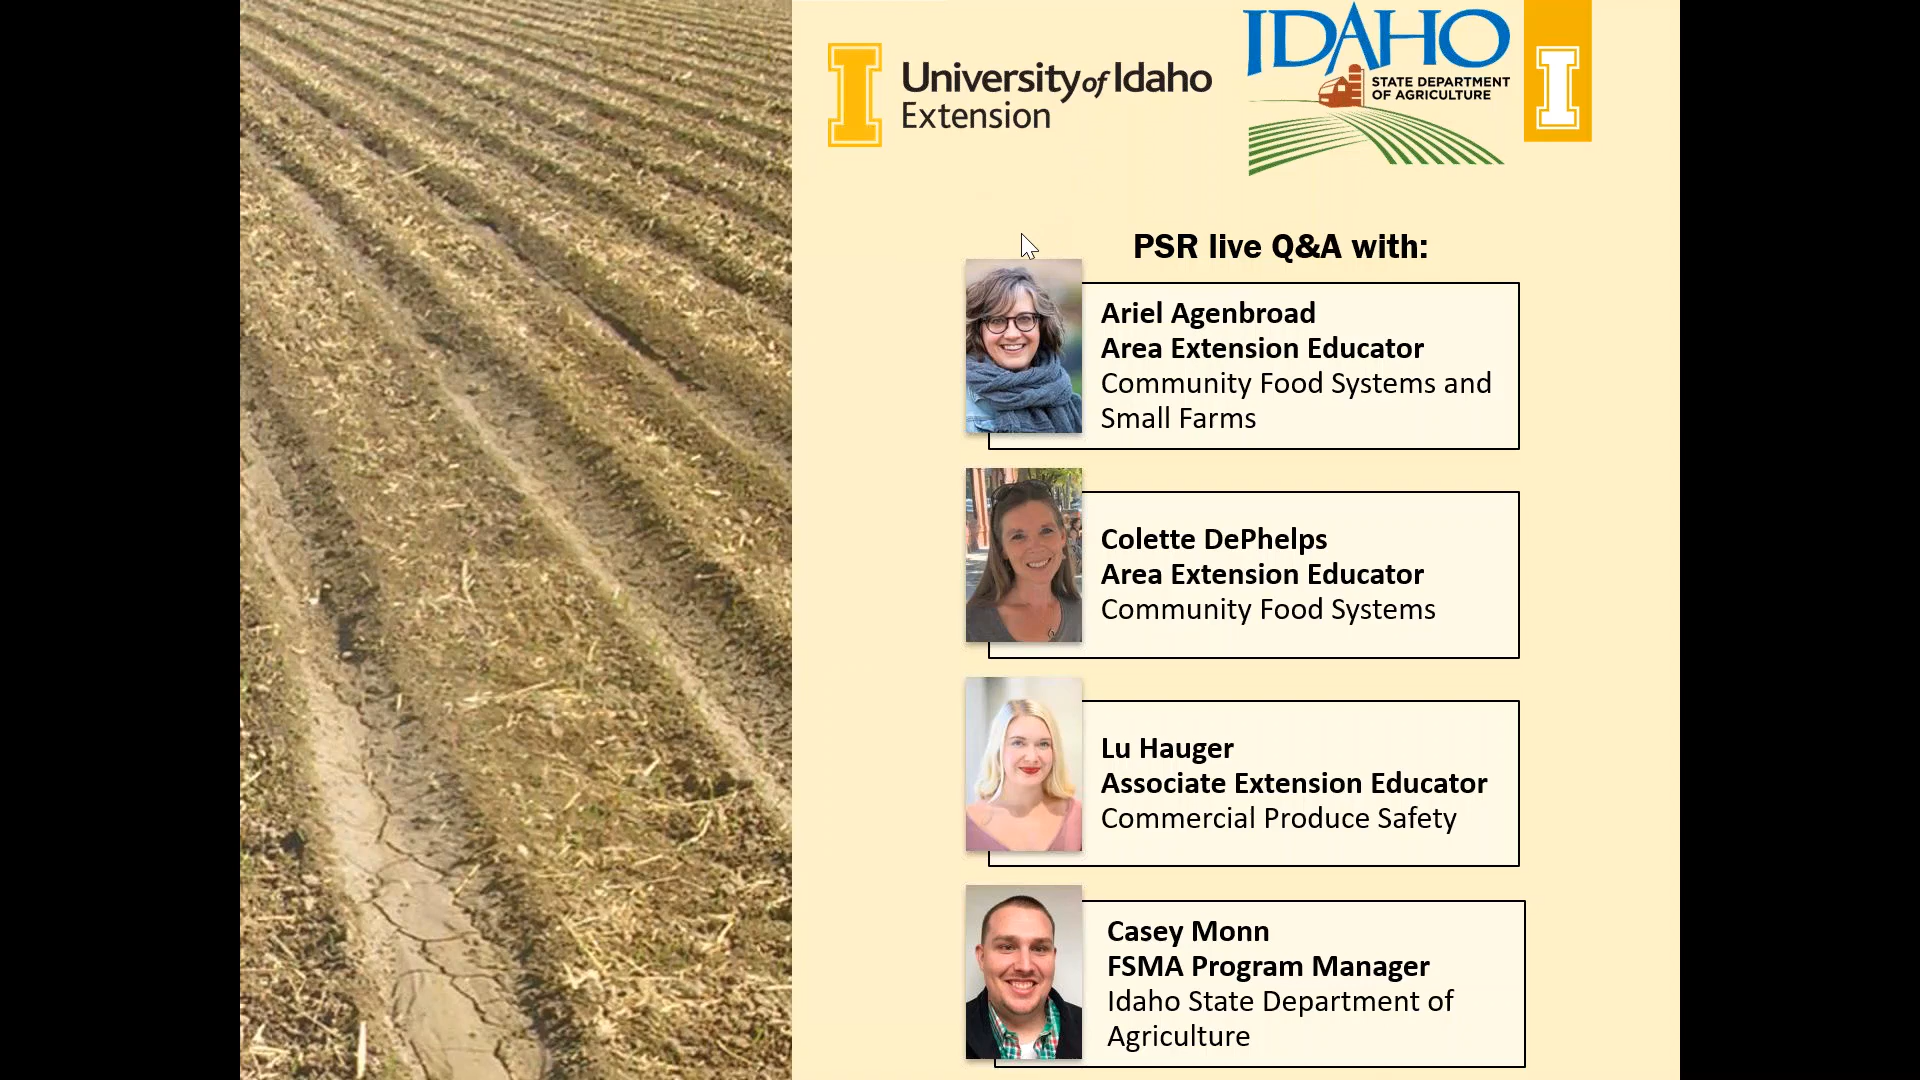 University of Idaho
Extension
IDAHO
STATE DEPARTMENT
OF AGRICULTURE
I
PSR live Q&A with:
Ariel Agenbroad
Area Extension Educator
Community Food Systems and
Small Farms
Colette DePhelps
Area Extension Educator
Community Food Systems
Lu Hauger
Associate Extension Educator
Commercial Produce Safety
Casey Monn
FSMA Program Manager
Idaho State Department of
Agriculture